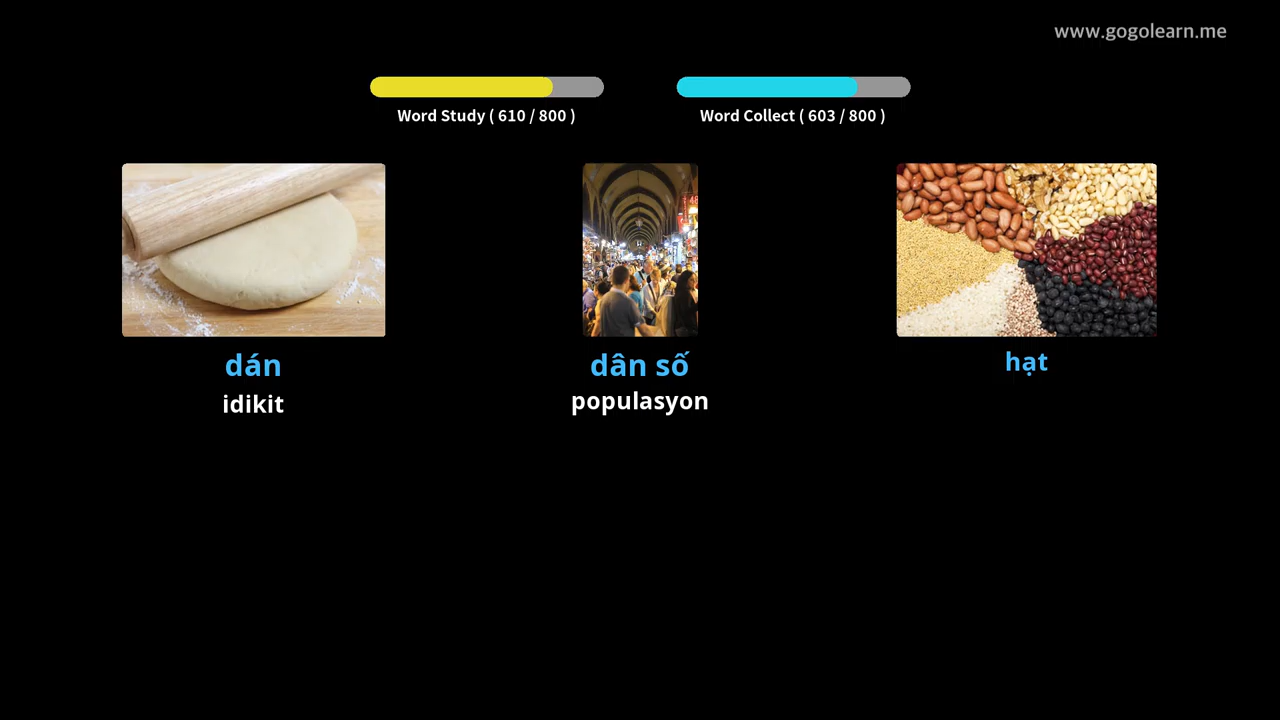 www.gogolearn.me
Word Study ( 610 / 800 )
Word Collect ( 603 / 800 )
dán
idikit
dân số
populasyon
hạt